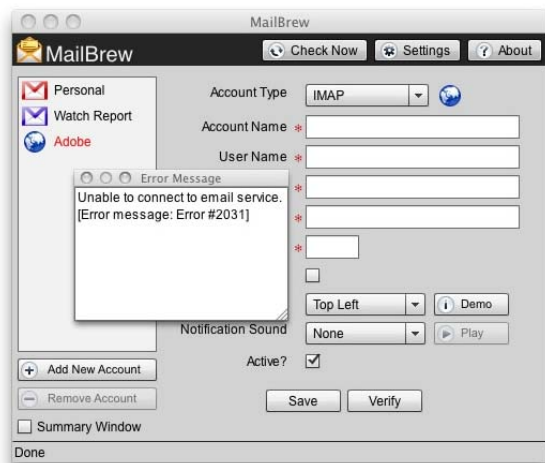 MailBrew
MailBrew
Check Now
Settings
? About
Personal
Watch Report
Adobe
Account Type
IMAP
Account Name *
User Name *
*
*
*
Error Message
Unable to connect to email service.
[Error message: Error #2031]
Top Left
i Demo
Notification Sound
None
Play
Active?
Add New Account
Remove Account
Save
Verify
Summary Window
Done